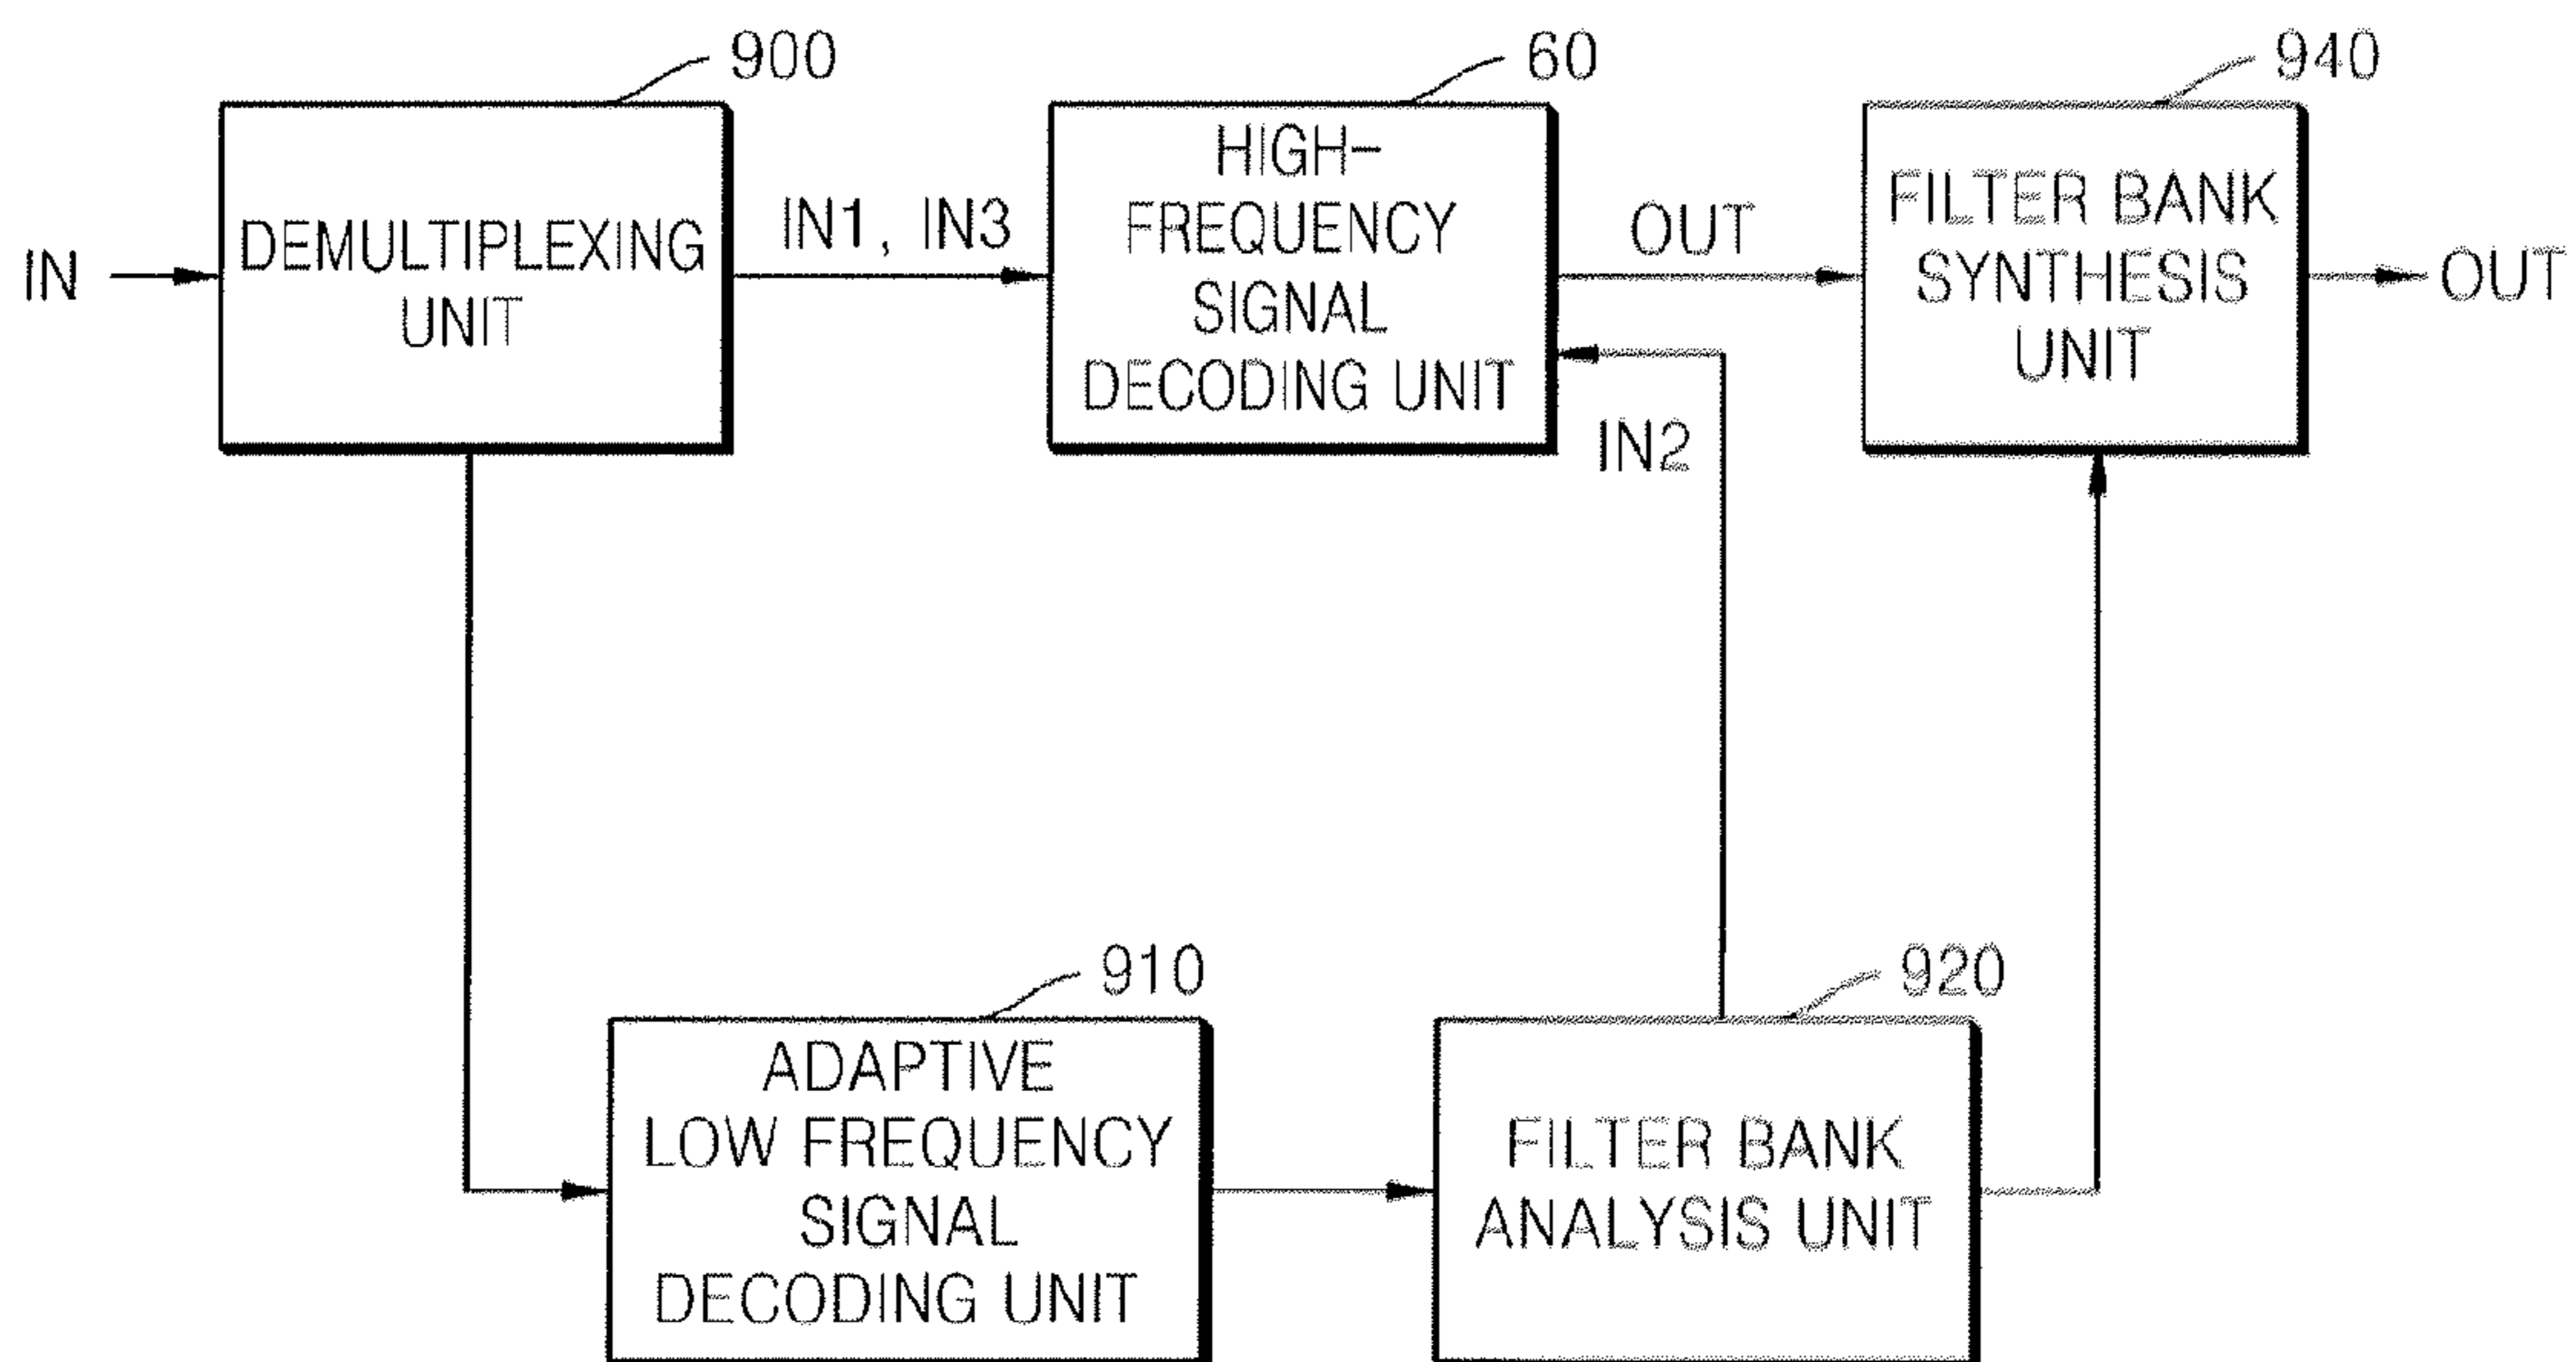 900
60
940
IN
DEMULTIPLEXING
UNIT
IN1, IN3
HIGH-
FREQUENCY
SIGNAL
DECODING UNIT
OUT
IN2
FILTER BANK
SYNTHESIS
UNIT
OUT
910
920
ADAPTIVE
LOW FREQUENCY
SIGNAL
DECODING UNIT
FILTER BANK
ANALYSIS UNIT